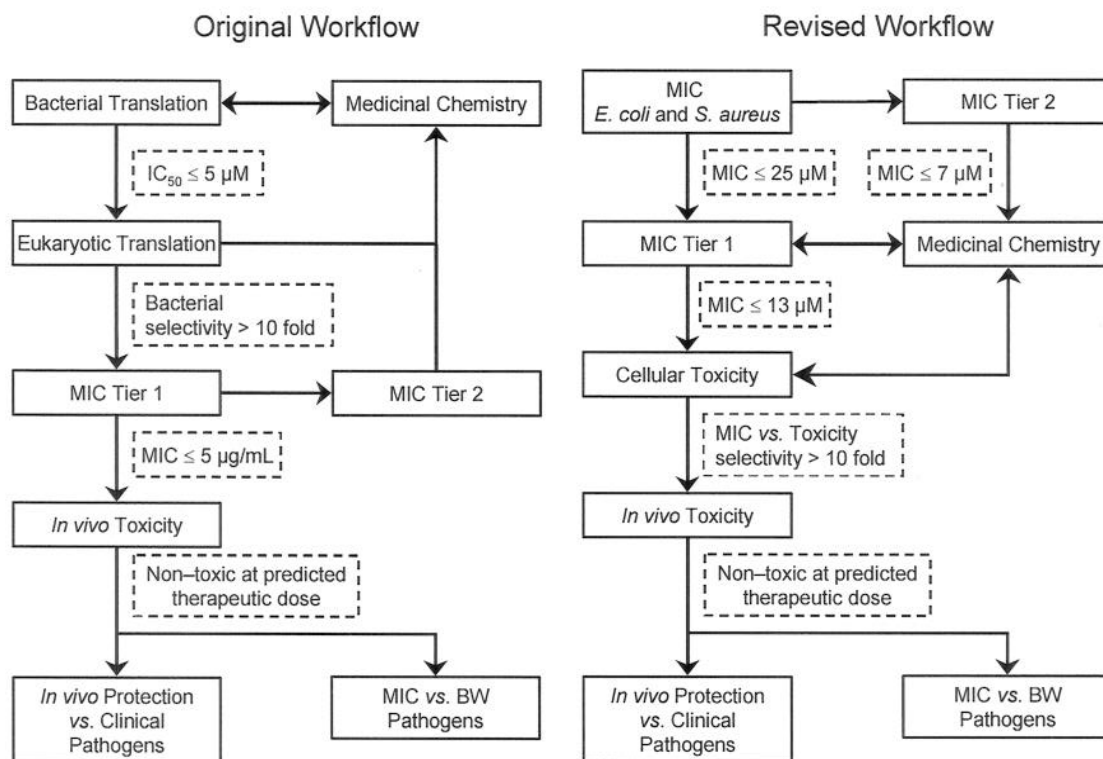 Original Workflow
Bacterial Translation
Medicinal Chemistry
IC₅₀ ≤ 5 µM
Eukaryotic Translation
Bacterial
selectivity > 10 fold
MIC Tier 1
MIC Tier 2
MIC ≤ 5 µg/mL
In vivo Toxicity
Non–toxic at predicted
therapeutic dose
In vivo Protection
vs. Clinical
Pathogens
MIC vs. BW
Pathogens
Revised Workflow
MIC
E. coli and S. aureus
MIC Tier 2
MIC ≤ 25 µM
MIC ≤ 7 µM
MIC Tier 1
Medicinal Chemistry
MIC ≤ 13 µM
Cellular Toxicity
MIC vs. Toxicity
selectivity > 10 fold
In vivo Toxicity
Non–toxic at predicted
therapeutic dose
In vivo Protection
vs. Clinical
Pathogens
MIC vs. BW
Pathogens